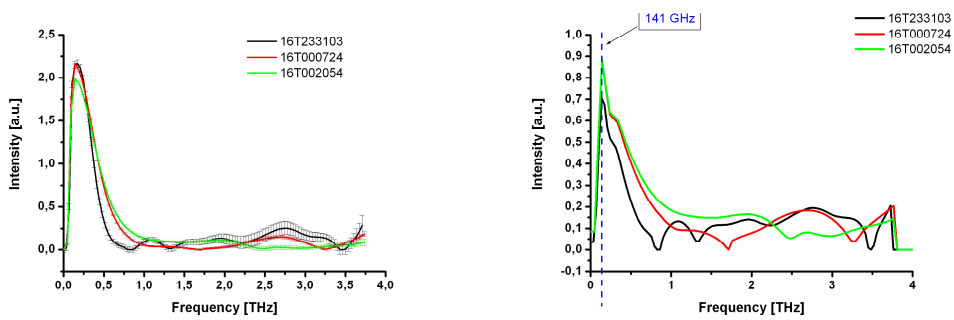 2,5
2,0
1,5
1,0
0,5
0,0
Intensity [a.u.]
16T233103
16T000724
16T002054
0,0 0,5 1,0 1,5 2,0 2,5 3,0 3,5 4,0
Frequency [THz]
141 GHz
16T233103
16T000724
16T002054
1,0
0,9
0,8
0,7
0,6
0,5
0,4
0,3
0,2
0,1
0,0
-0,1
Intensity [a.u.]
0 1 2 3 4
Frequency [THz]